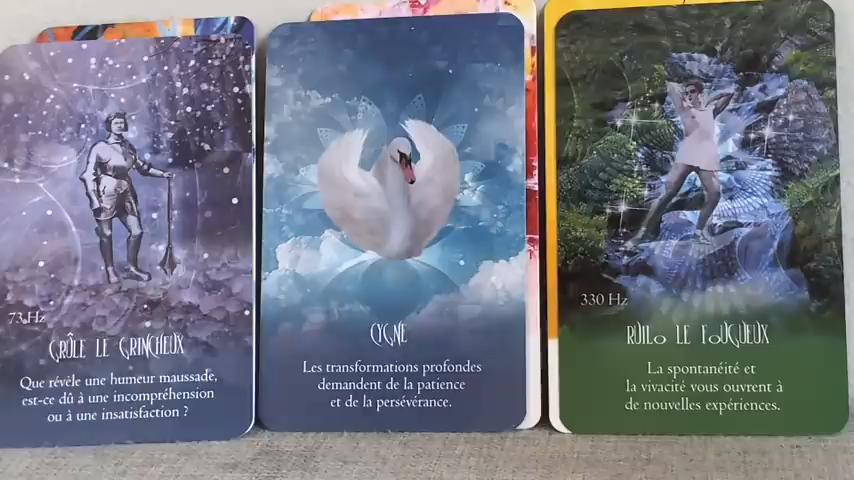 73 Hz
GRÛLE LE GRINCHEUX
Que révèle une humeur maussade,
est-ce dû à une incompréhension
ou à une insatisfaction ?
CYGNE
Les transformations profondes
demandent de la patience
et de la persévérance.
330 Hz
RÜILO LE FOUGUEUX
La spontanéité et
la vivacité vous ouvrent à
de nouvelles expériences.